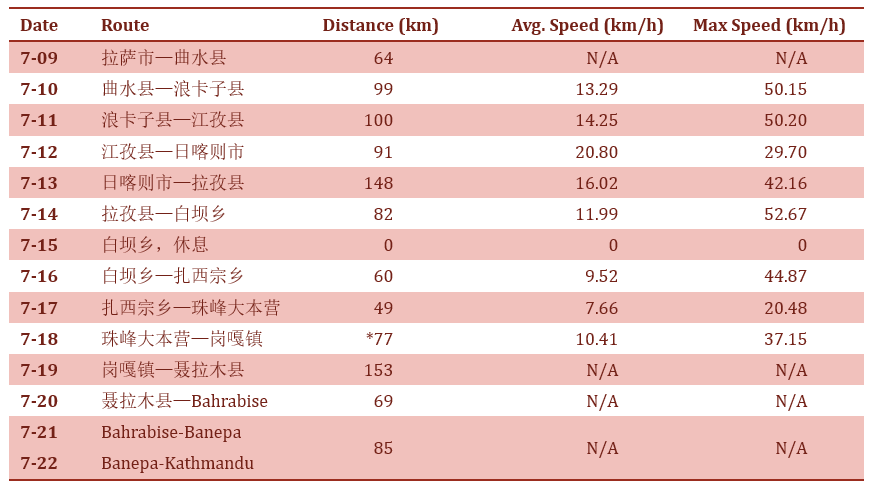 Date Route Distance (km) Avg. Speed (km/h) Max Speed (km/h)
7-09 拉萨市—曲水县 64 N/A N/A
7-10 曲水县—浪卡子县 99 13.29 50.15
7-11 浪卡子县—江孜县 100 14.25 50.20
7-12 江孜县—日喀则市 91 20.80 29.70
7-13 日喀则市—拉孜县 148 16.02 42.16
7-14 拉孜县—白坝乡 82 11.99 52.67
7-15 白坝乡，休息 0 0 0
7-16 白坝乡—扎西宗乡 60 9.52 44.87
7-17 扎西宗乡—珠峰大本营 49 7.66 20.48
7-18 珠峰大本营—岗嘎镇 *77 10.41 37.15
7-19 岗嘎镇—聂拉木县 153 N/A N/A
7-20 聂拉木县—Bahrabise 69 N/A N/A
7-21 Bahrabise-Banepa
85 N/A N/A
7-22 Banepa-Kathmandu